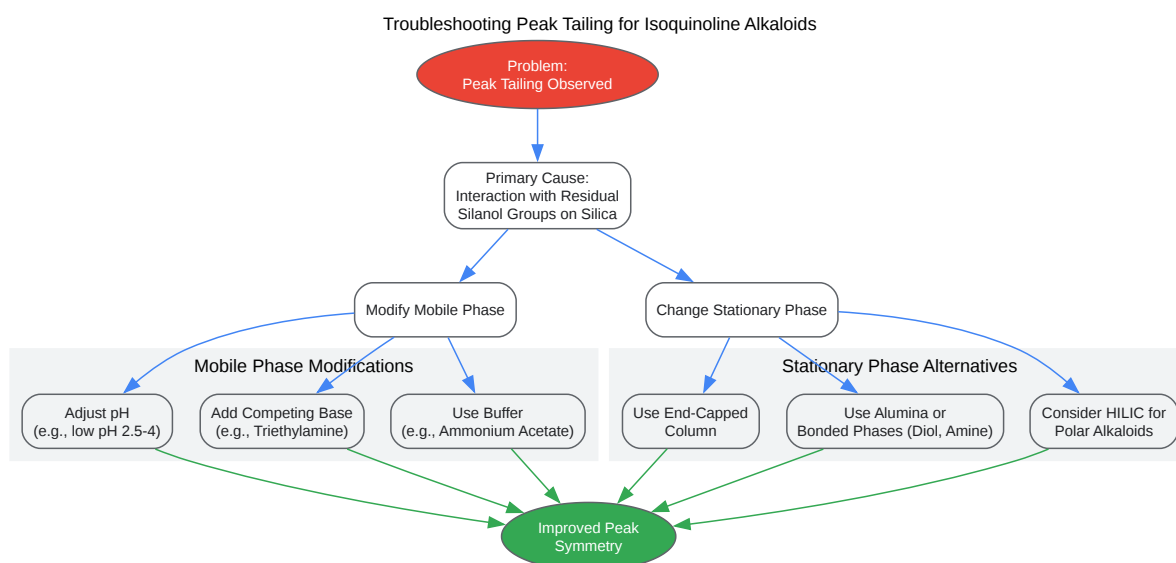 Troubleshooting Peak Tailing for Isoquinoline Alkaloids
Problem:
Peak Tailing Observed
Primary Cause:
Interaction with Residual
Silanol Groups on Silica
Modify Mobile Phase
Change Stationary Phase
Mobile Phase Modifications
Stationary Phase Alternatives
Adjust pH
(e.g., low pH 2.5-4)
Add Competing Base
(e.g., Triethylamine)
Use Buffer
(e.g., Ammonium Acetate)
Use End-Capped
Column
Use Alumina or
Bonded Phases (Diol, Amine)
Consider HILIC for
Polar Alkaloids
Improved Peak
Symmetry